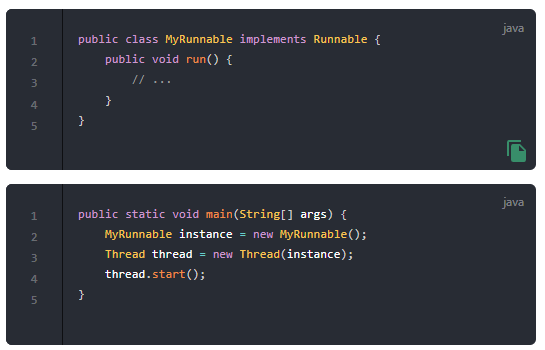 java
1 public class MyRunnable implements Runnable {
2     public void run() {
3         // ...
4     }
5 }
java
1 public static void main(String[] args) {
2     MyRunnable instance = new MyRunnable();
3     Thread thread = new Thread(instance);
4     thread.start();
5 }